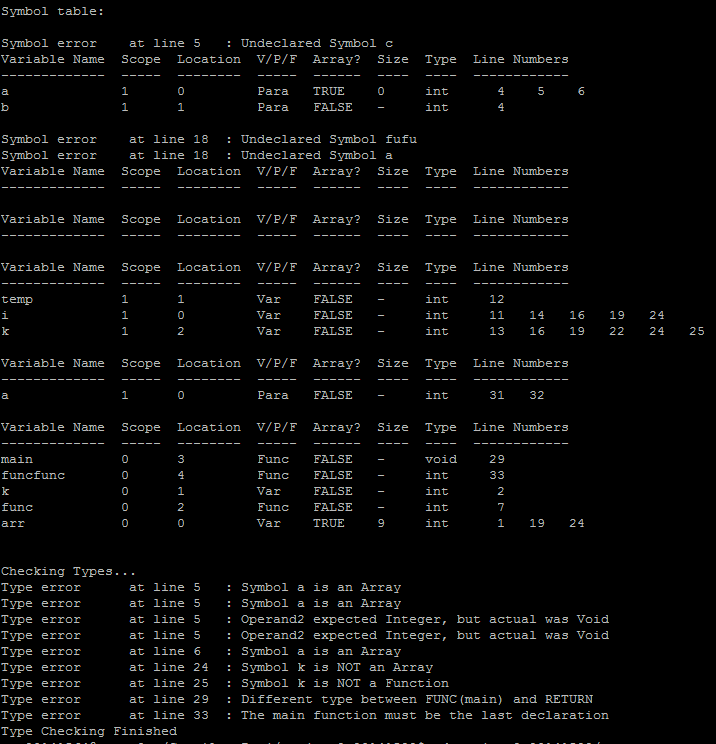 Symbol table:
Symbol error      at line 5   : Undeclared Symbol c
Variable Name  Scope  Location  V/P/F  Array?  Size  Type  Line Numbers
-------------  -----  --------  -----  ------  ----  ----  ------------
a              1      0         Para   TRUE    0     int      4    5    6
b              1      1         Para   FALSE   -     int      4
Symbol error    at line 18  : Undeclared Symbol fufu
Symbol error    at line 18  : Undeclared Symbol a
Variable Name  Scope  Location  V/P/F  Array?  Size  Type  Line Numbers
-------------  -----  --------  -----  ------  ----  ----  ------------
Variable Name  Scope  Location  V/P/F  Array?  Size  Type  Line Numbers
-------------  -----  --------  -----  ------  ----  ----  ------------
Variable Name  Scope  Location  V/P/F  Array?  Size  Type  Line Numbers
-------------  -----  --------  -----  ------  ----  ----  ------------
temp           1      1         Var    FALSE   -     int     12
i              1      0         Var    FALSE   -     int     11   14   16   19   24
k              1      2         Var    FALSE   -     int     13   16   19   22   24   25
Variable Name  Scope  Location  V/P/F  Array?  Size  Type  Line Numbers
-------------  -----  --------  -----  ------  ----  ----  ------------
a              1      0         Para   FALSE   -     int     31   32
Variable Name  Scope  Location  V/P/F  Array?  Size  Type  Line Numbers
-------------  -----  --------  -----  ------  ----  ----  ------------
main           0      3         Func   FALSE   -     void    29
funcfunc       0      4         Func   FALSE   -     int     33
k              0      1         Var    FALSE   -     int      2
func           0      2         Func   FALSE   -     int      7
arr            0      0         Var    TRUE    9     int      1   19   24
Checking Types...
Type error      at line 5   : Symbol a is an Array
Type error      at line 5   : Symbol a is an Array
Type error      at line 5   : Operand2 expected Integer, but actual was Void
Type error      at line 5   : Operand2 expected Integer, but actual was Void
Type error      at line 6   : Symbol a is an Array
Type error      at line 24  : Symbol k is NOT an Array
Type error      at line 25  : Symbol k is NOT a Function
Type error      at line 29  : Different type between FUNC(main) and RETURN
Type error      at line 33  : The main function must be the last declaration
Type Checking Finished